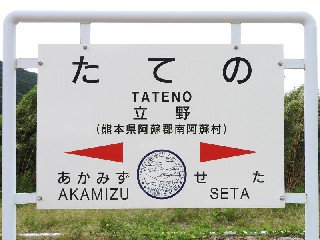 たての
TATENO
立野
(熊本県阿蘇郡南阿蘇村)
あかみず せた
AKAMIZU SETA